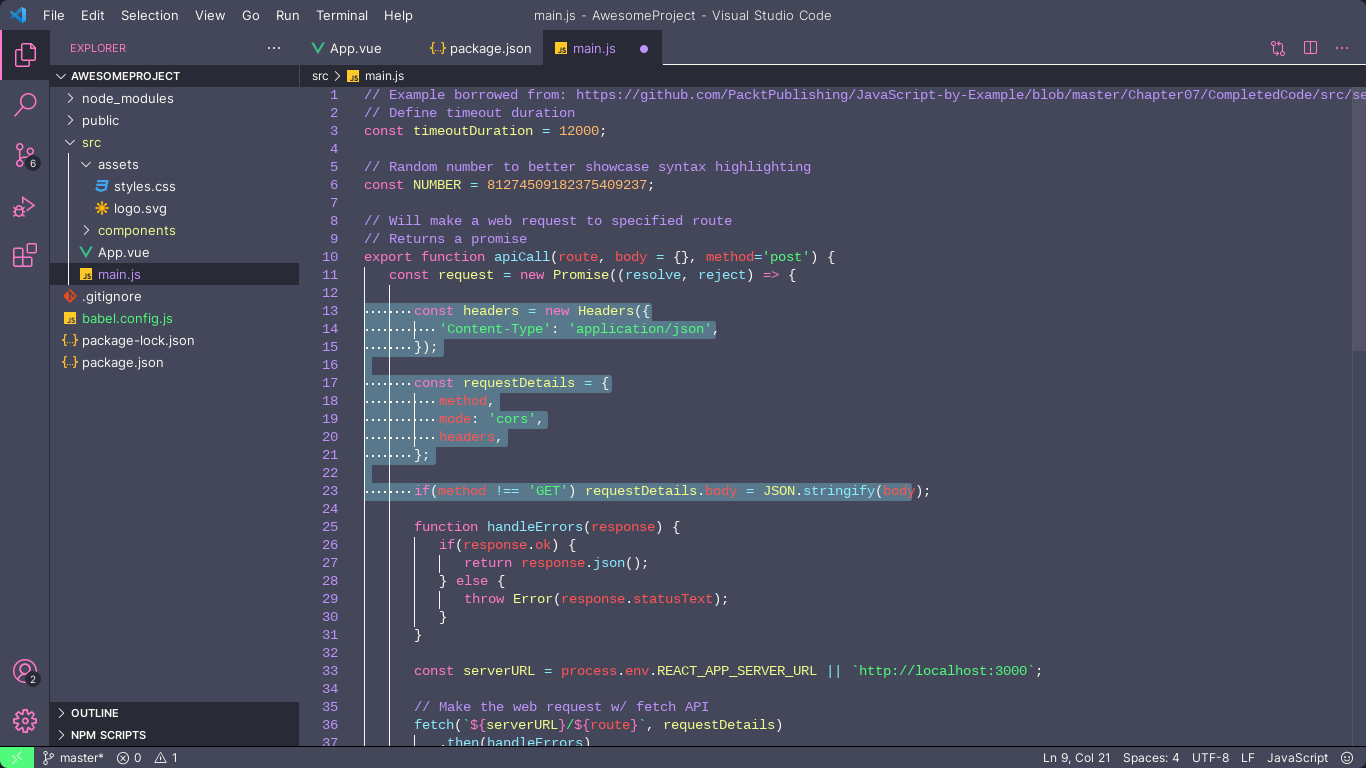 File Edit Selection View Go Run Terminal Help main.js - AwesomeProject - Visual Studio Code
EXPLORER
App.vue
{..} package.json
JS main.js
AWESOMEPROJECT
src > JS main.js
node_modules
public
src
assets
styles.css
logo.svg
components
App.vue
JS main.js
.gitignore
JS babel.config.js
{..} package-lock.json
{..} package.json
OUTLINE
NPM SCRIPTS
6
2
1 // Example borrowed from: https://github.com/PacktPublishing/JavaScript-by-Example/blob/master/Chapter07/CompletedCode/src/se
2 // Define timeout duration
3 const timeoutDuration = 12000;
4
5 // Random number to better showcase syntax highlighting
6 const NUMBER = 81274509182375409237;
7
8 // Will make a web request to specified route
9 // Returns a promise
10 export function apiCall(route, body = {}, method='post') {
11 const request = new Promise((resolve, reject) => {
12
13 const headers = new Headers({
14 'Content-Type': 'application/json',
15 });
16
17 const requestDetails = {
18 method,
19 mode: 'cors',
20 headers,
21 };
22
23 if(method !== 'GET') requestDetails.body = JSON.stringify(body);
24
25 function handleErrors(response) {
26 if(response.ok) {
27 return response.json();
28 } else {
29 throw Error(response.statusText);
30 }
31 }
32
33 const serverURL = process.env.REACT_APP_SERVER_URL || `http://localhost:3000`;
34
35 // Make the web request w/ fetch API
36 fetch(`${serverURL}/${route}`, requestDetails)
37 .then(handleErrors)
master* 0 1 Ln 9, Col 21 Spaces: 4 UTF-8 LF JavaScript